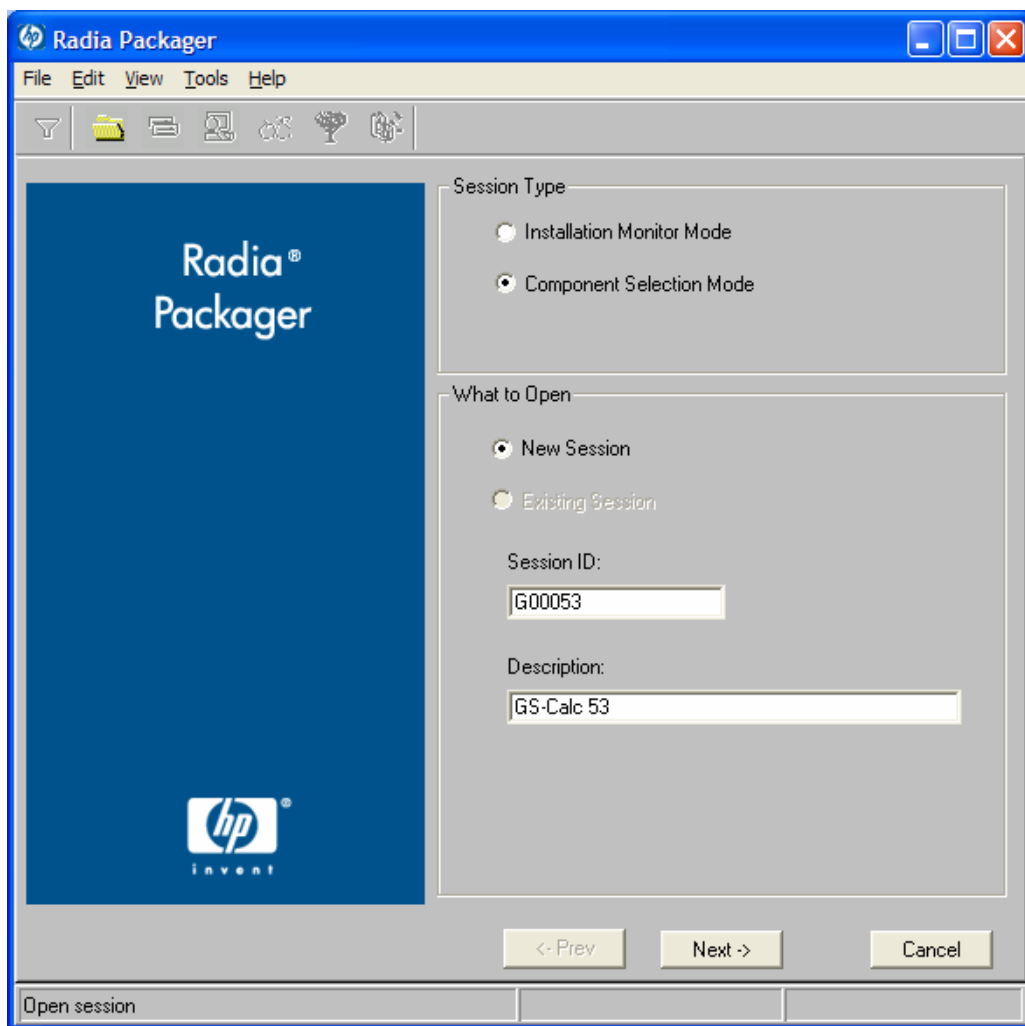 Radia Packager
File Edit View Tools Help
Radia®
Packager
hp®
invent
Session Type
Installation Monitor Mode
Component Selection Mode
What to Open
New Session
Existing Session
Session ID:
G00053
Description:
GS-Calc 53
<- Prev Next -> Cancel
Open session